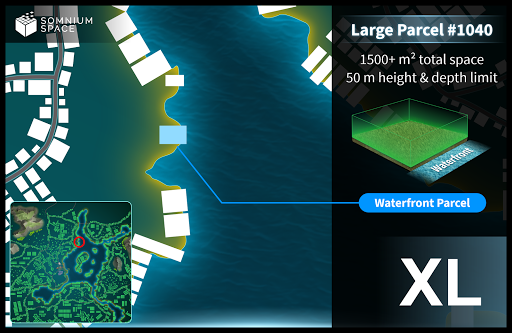 SOMNIUM
SPACE
Large Parcel #1040
1500+ m² total space
50 m height & depth limit
Waterfront
Waterfront Parcel
XL